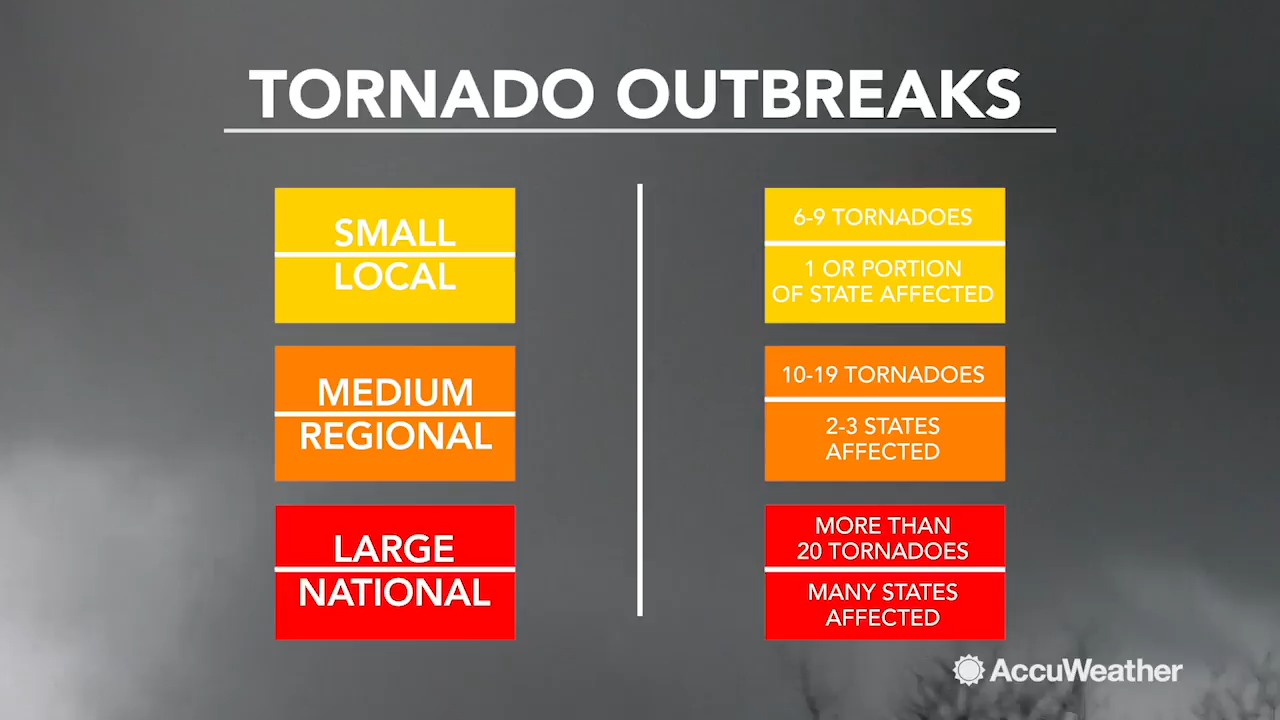 TORNADO OUTBREAKS
SMALL
LOCAL
6-9 TORNADOES
1 OR PORTION
OF STATE AFFECTED
MEDIUM
REGIONAL
10-19 TORNADOES
2-3 STATES
AFFECTED
LARGE
NATIONAL
MORE THAN
20 TORNADOES
MANY STATES
AFFECTED
AccuWeather